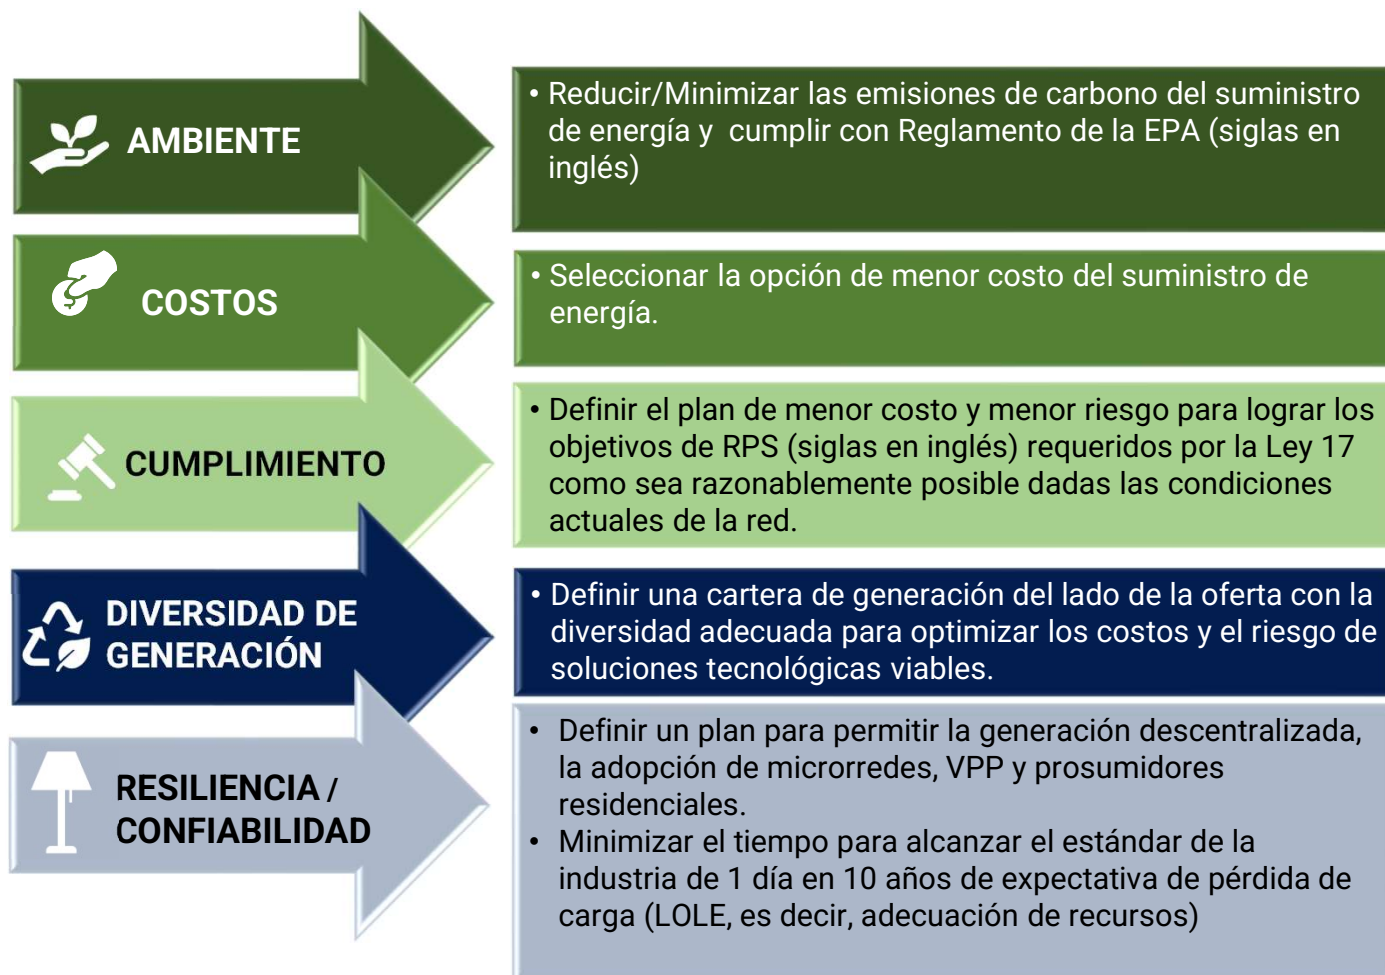 AMBIENTE
• Reducir/Minimizar las emisiones de carbono del suministro
de energía y cumplir con Reglamento de la EPA (siglas en
inglés)
COSTOS
• Seleccionar la opción de menor costo del suministro de
energía.
CUMPLIMIENTO
• Definir el plan de menor costo y menor riesgo para lograr los
objetivos de RPS (siglas en inglés) requeridos por la Ley 17
como sea razonablemente posible dadas las condiciones
actuales de la red.
DIVERSIDAD DE
GENERACIÓN
• Definir una cartera de generación del lado de la oferta con la
diversidad adecuada para optimizar los costos y el riesgo de
soluciones tecnológicas viables.
RESILIENCIA /
CONFIABILIDAD
• Definir un plan para permitir la generación descentralizada,
la adopción de microrredes, VPP y prosumidores
residenciales.
• Minimizar el tiempo para alcanzar el estándar de la
industria de 1 día en 10 años de expectativa de pérdida de
carga (LOLE, es decir, adecuación de recursos)